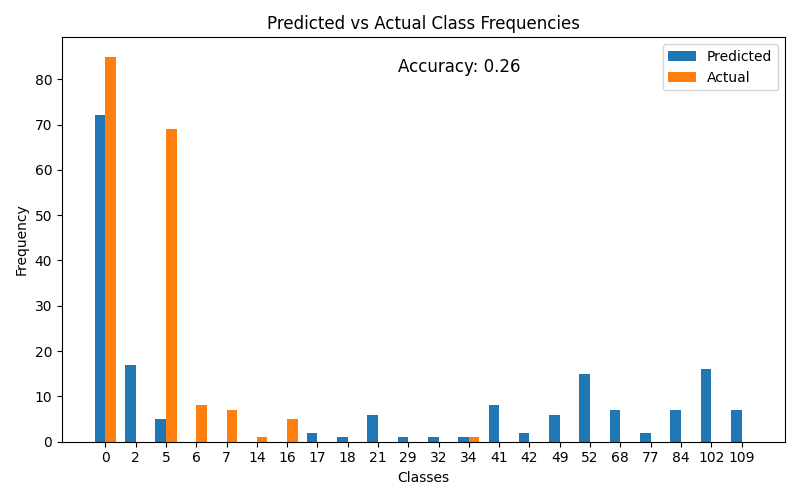 Predicted vs Actual Class Frequencies
Accuracy: 0.26
Predicted
Actual
80
70
60
50
40
30
20
10
0
Frequency
0 2 5 6 7 14 16 17 18 21 29 32 34 41 42 49 52 68 77 84 102 109
Classes